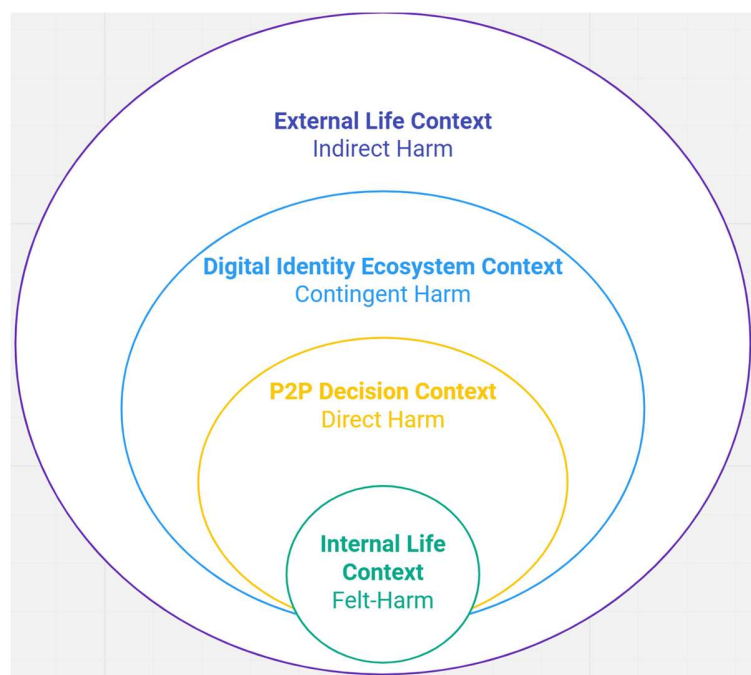 External Life Context
Indirect Harm
Digital Identity Ecosystem Context
Contingent Harm
P2P Decision Context
Direct Harm
Internal Life
Context
Felt-Harm